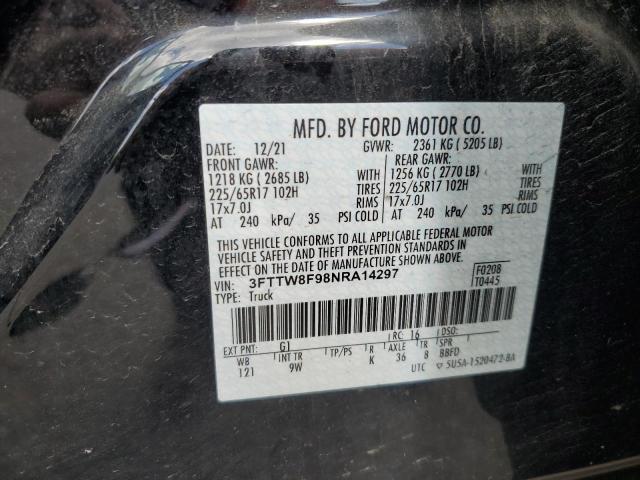 MFD. BY FORD MOTOR CO.
DATE: 12/21 GVWR: 2361 KG ( 5205 LB)
FRONT GAWR: REAR GAWR:
1218 KG ( 2685 LB) WITH 1256 KG ( 2770 LB) WITH
225/65R17 102H TIRES 225/65R17 102H TIRES
17x7.0J RIMS 17x7.0J RIMS
AT 240 kPa/ 35 PSI COLD AT 240 kPa/ 35 PSI COLD
THIS VEHICLE CONFORMS TO ALL APPLICABLE FEDERAL MOTOR
VEHICLE SAFETY AND THEFT PREVENTION STANDARDS IN
EFFECT ON THE DATE OF MANUFACTURE SHOWN ABOVE.
VIN: 3FTTW8F98NRA14297 F0208
TYPE: Truck T0445
EXT PNT: G1 RC: 16 DSO:
WB INT TR TP/PS R AXLE TR SPR
121 9W K 36 8 BBFD
UTC 5U5A-1520472-BA